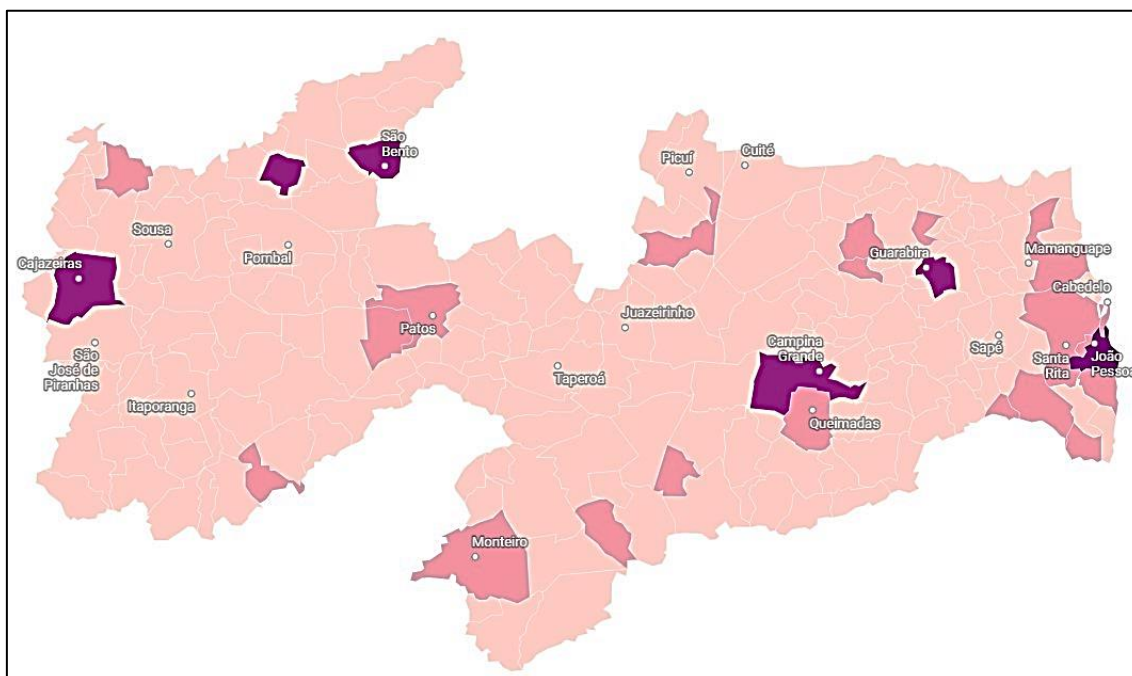 São
Bento
Picuí
Cuité
Sousa
Pombal
Cajazeiras
Guarabira
Mamanguape
Cabedelo
Patos
Juazeirinho
São
José de
Piranhas
Itaporanga
Taperoá
Campina
Grande
Sapé
Santa
Rita
João
Pessoa
Queimadas
Monteiro